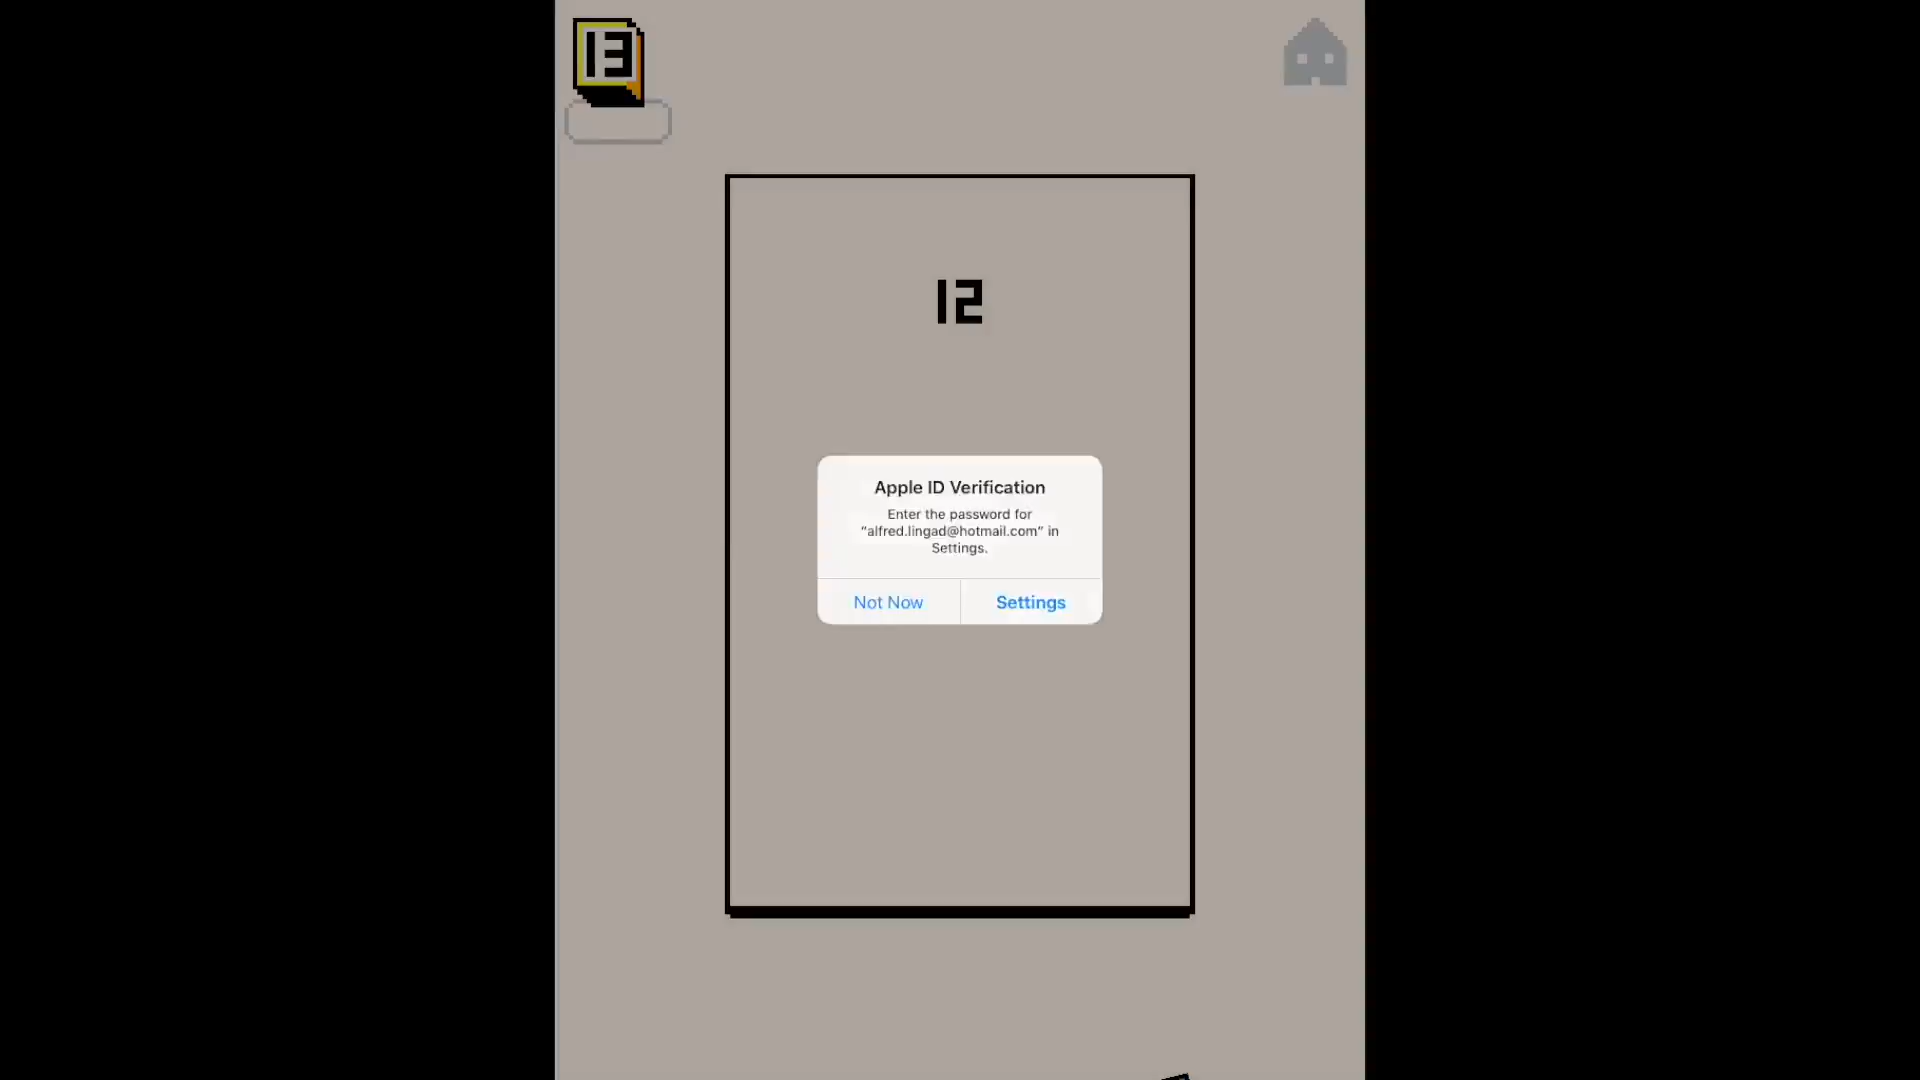 13
12
Apple ID Verification
Enter the password for
“alfred.lingad@hotmail.com” in
Settings.
Not Now
Settings